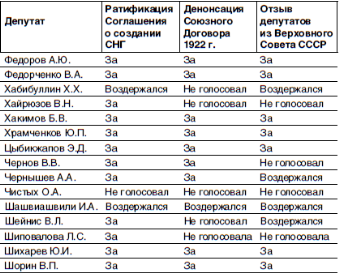 Депутат Ратификация Соглашения о создании СНГ Денонсация Союзного Договора 1922 г. Отзыв депутатов из Верховного Совета СССР
Федоров А.Ю. За За За
Федорченко В.А. За За За
Хабибуллин Х.Х. Воздержался Не голосовал Воздержался
Хайрюзов В.Н. За Не голосовал Не голосовал
Хакимов Б.В. За За За
Храмченков Ю.П. За За За
Цыбикжапов Э.Д. За За За
Чернов В.В. За За Не голосовал
Чернышев А.А. За За Воздержался
Чистых О.А. Не голосовал Не голосовал Не голосовал
Шашвиашвили И.А. Воздержался Воздержался Воздержался
Шейнис В.Л. За Не голосовал Воздержался
Шиповалова Л.С. За Не голосовала Не голосовала
Шихарев Ю.И. За За За
Шорин В.П. За За За